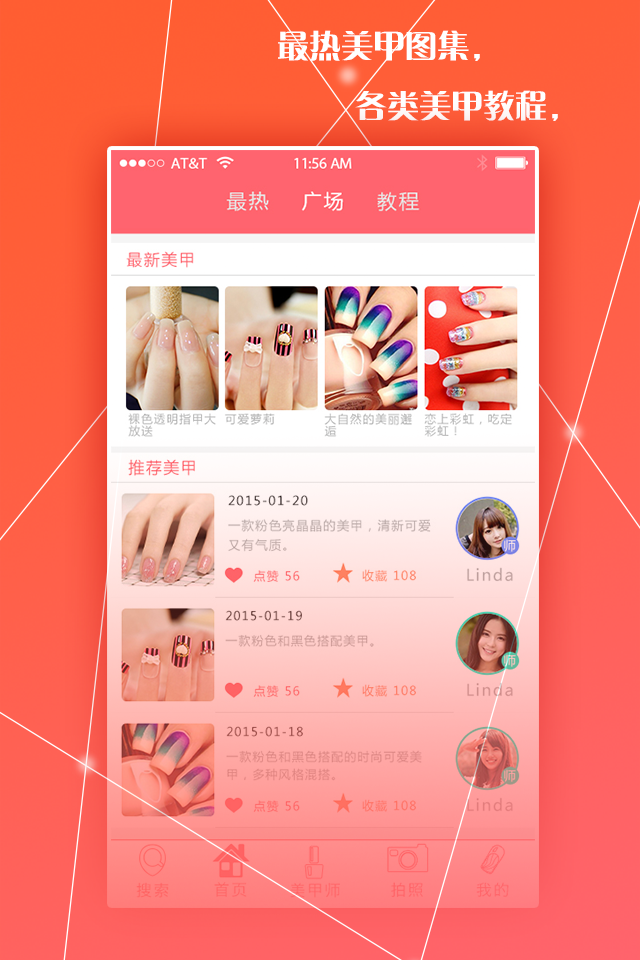 最热美甲图集，
各类美甲教程，
AT&T
11:56 AM
最热 广场 教程
最新美甲
裸色透明指甲大
放送
可爱萝莉
大自然的美丽邂
逅
恋上彩虹，吃定
彩虹！
推荐美甲
2015-01-20
一款粉色亮晶晶的美甲，清新可爱
又有气质。
点赞 56 收藏 108
师
Linda
2015-01-19
一款粉色和黑色搭配美甲。
点赞 56 收藏 108
师
Linda
2015-01-18
一款粉色和黑色搭配的时尚可爱美
甲，多种风格混搭。
点赞 56 收藏 108
师
Linda
搜索 首页 美甲师 拍照 我的